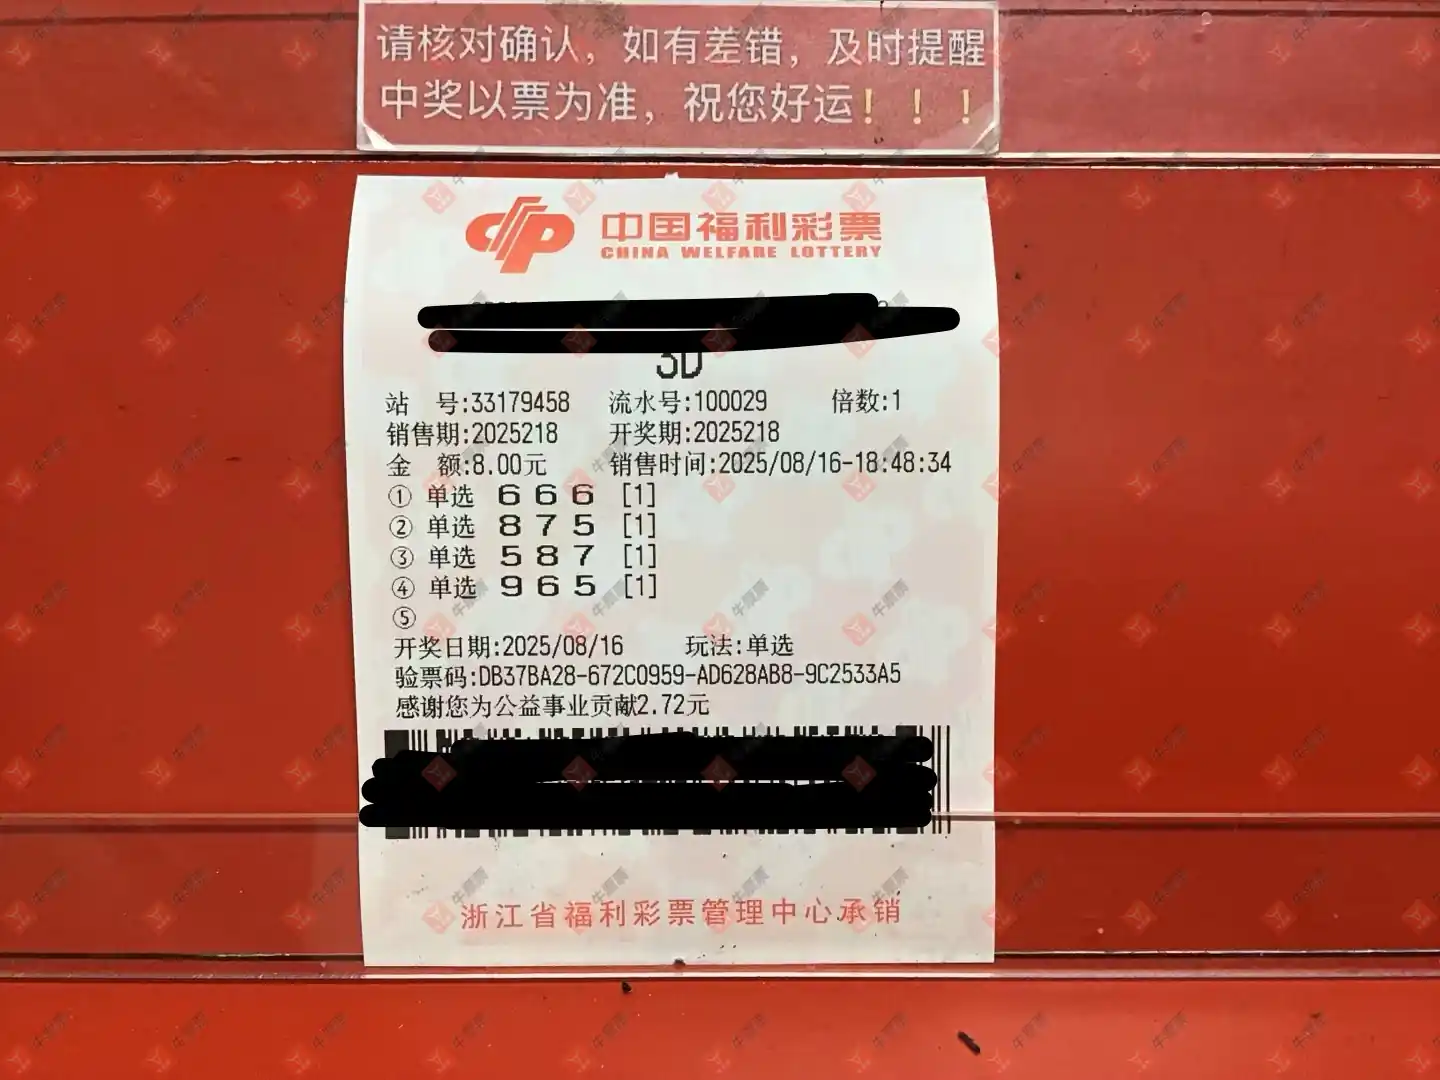 请核对确认，如有差错，及时提醒
中奖以票为准，祝您好运！！！
中国福利彩票
CHINA WELFARE LOTTERY
3D
站 号:33179458 流水号:100029 倍数:1
销售期:2025218 开奖期:2025218
金 额:8.00元 销售时间:2025/08/16-18:48:34
① 单选 6 6 6 [1]
② 单选 8 7 5 [1]
③ 单选 5 8 7 [1]
④ 单选 9 6 5 [1]
⑤
开奖日期:2025/08/16 玩法:单选
验票码:DB37BA28-672C0959-AD628AB8-9C2533A5
感谢您为公益事业贡献2.72元
浙江省福利彩票管理中心承销